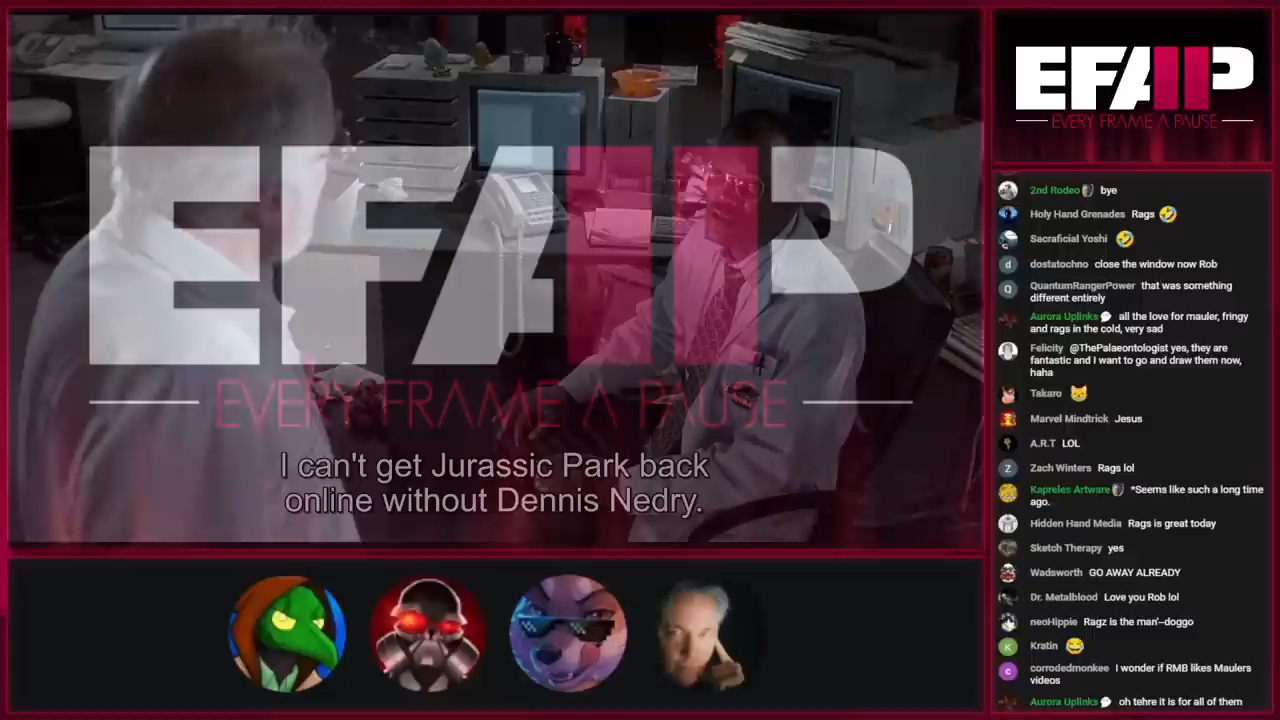 EFAP
EVERY FRAME A PAUSE
I can't get Jurassic Park back
online without Dennis Nedry.
EFAP
EVERY FRAME A PAUSE
2nd Rodeo bye
Holy Hand Grenades Rags 🤣
Sacraficial Yoshi 🤣
d dostatochno close the window now Rob
Q QuantumRangerPower that was something
different entirely
Aurora Uplinks all the love for mauler, fringy
and rags in the cold, very sad
Felicity @ThePalaeontologist yes, they are
fantastic and I want to go and draw them now,
haha
Takaro 😸
Marvel Mindtrick Jesus
A.R.T LOL
Z Zach Winters Rags lol
Kapreles Artware *Seems like such a long time
ago.
Hidden Hand Media Rags is great today
Sketch Therapy yes
Wadsworth GO AWAY ALREADY
Dr. Metalblood Love you Rob lol
neoHippie Ragz is the man'–doggo
K Kratin 😂
c corrodedmonkee I wonder if RMB likes Maulers
videos
Aurora Uplinks oh tehre it is for all of them